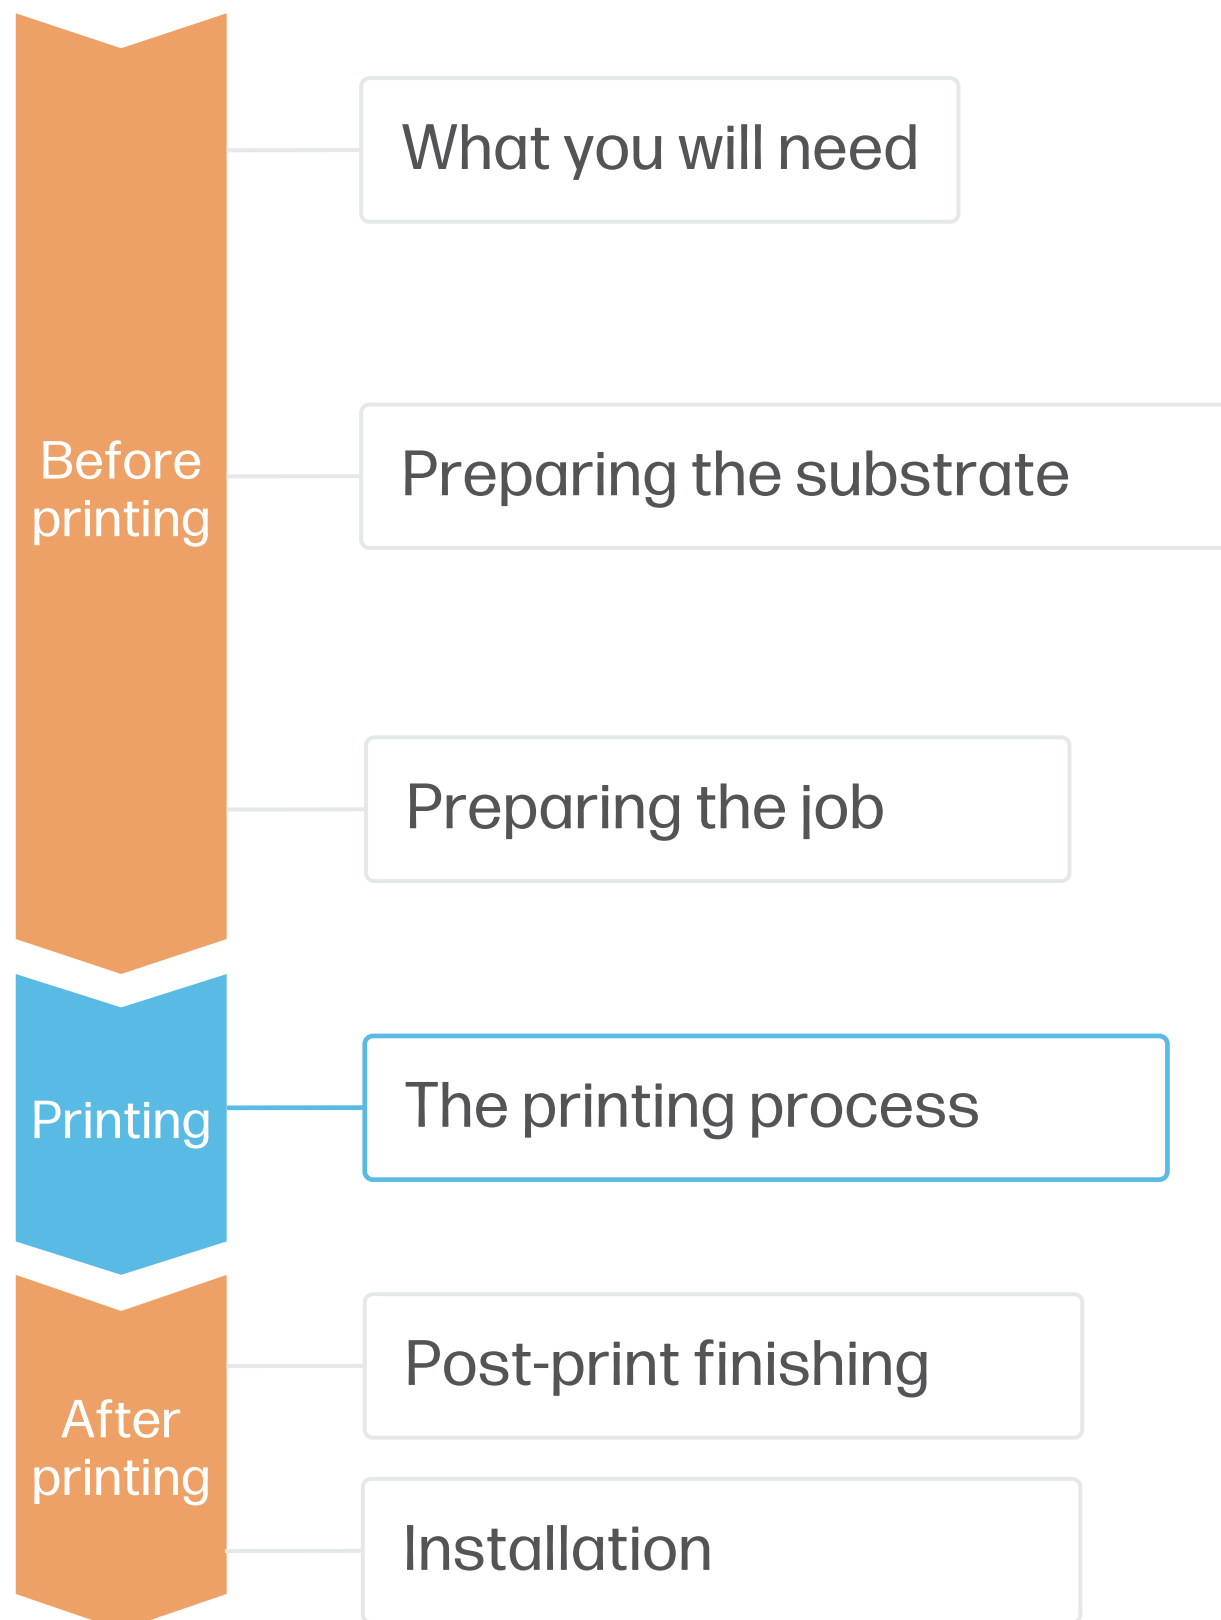 What you will need
Before
printing
Preparing the substrate
Preparing the job
Printing
The printing process
After
printing
Post-print finishing
Installation